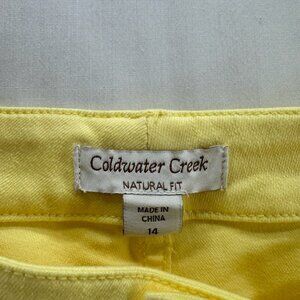 Coldwater Creek
NATURAL FIT
MADE IN
CHINA
14